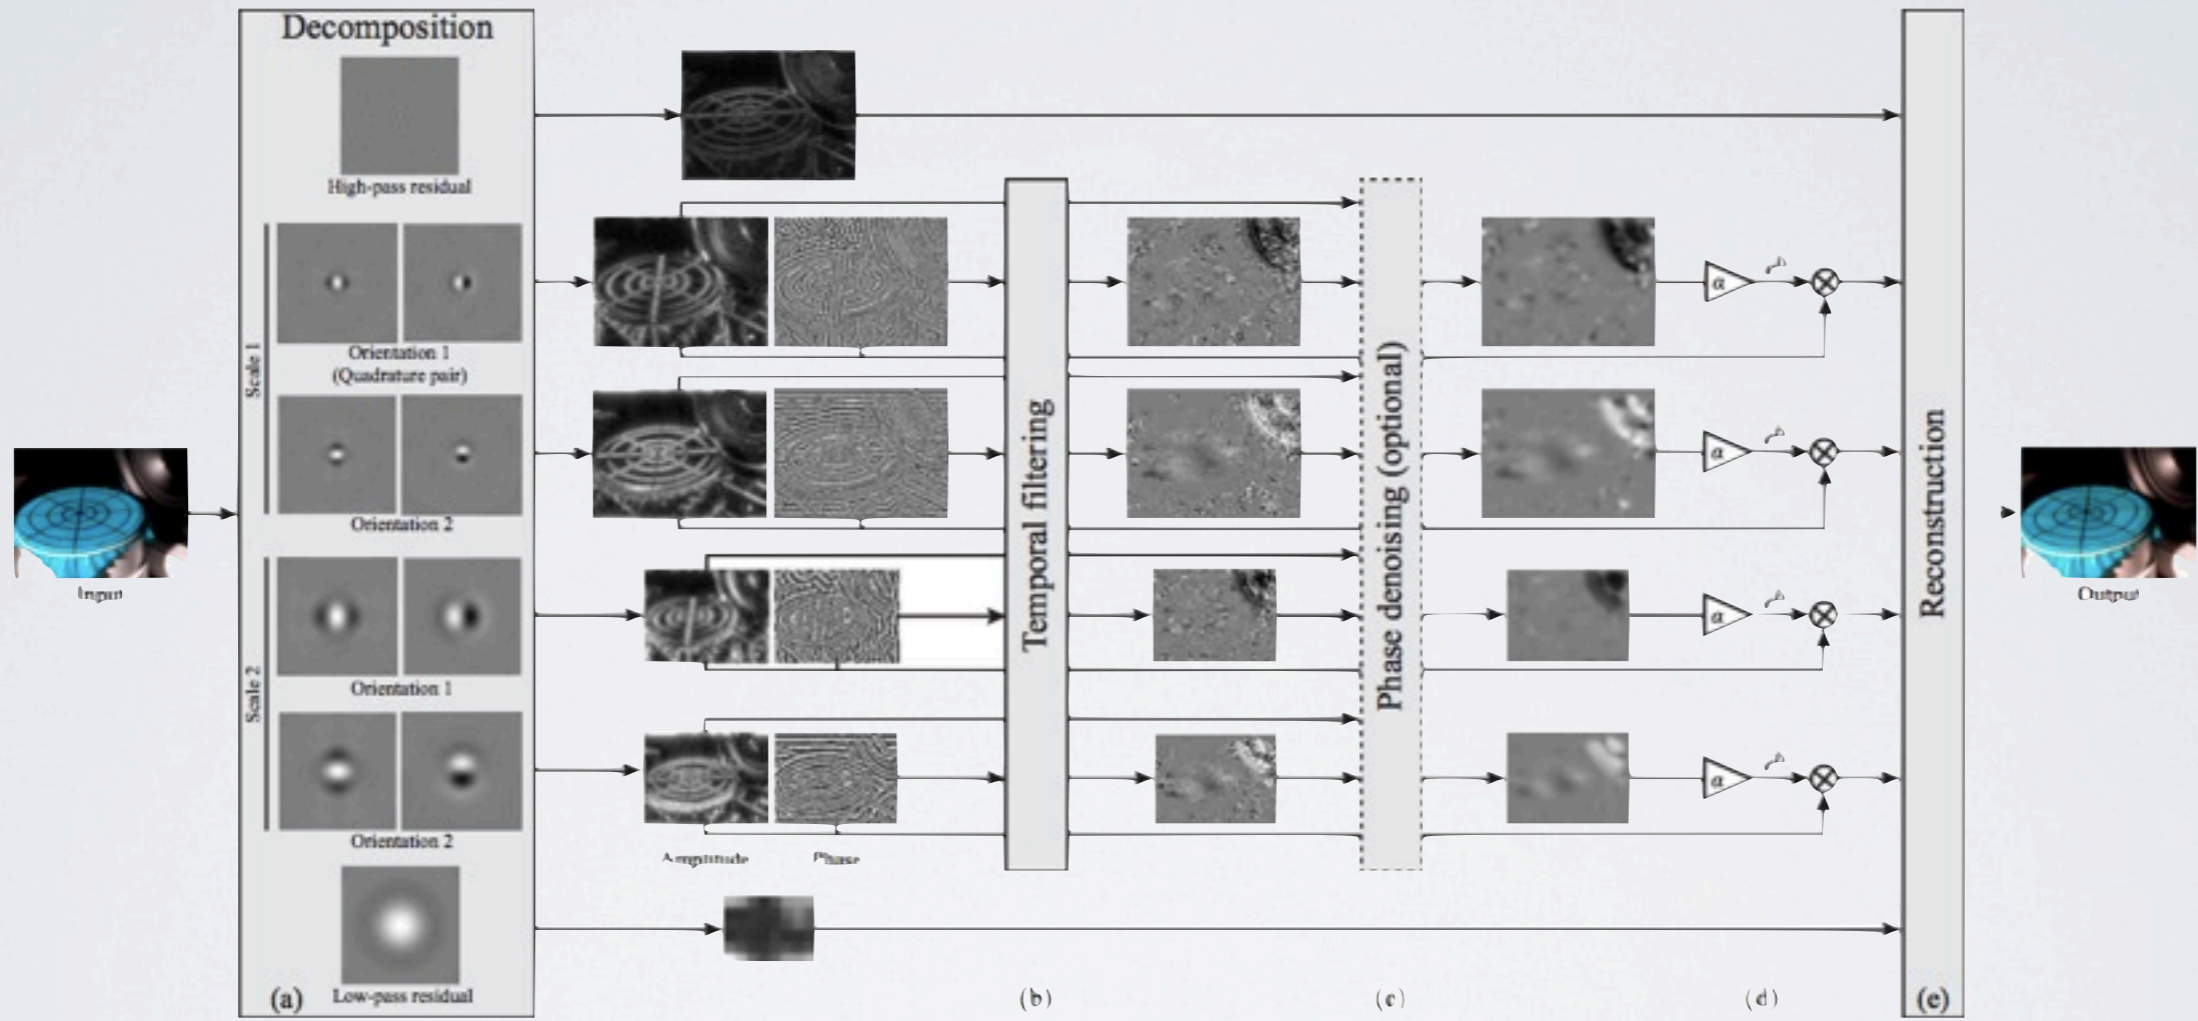 Decomposition
High-pass residual
Scale 1
Orientation 1
(Quadrature pair)
Orientation 2
Scale 2
Orientation 1
Orientation 2
Low-pass residual
(a)
Input
Amplitude
Phase
Temporal filtering
(b)
Phase denoising (optional)
(c)
α
α
α
α
(d)
Reconstruction
(e)
Output